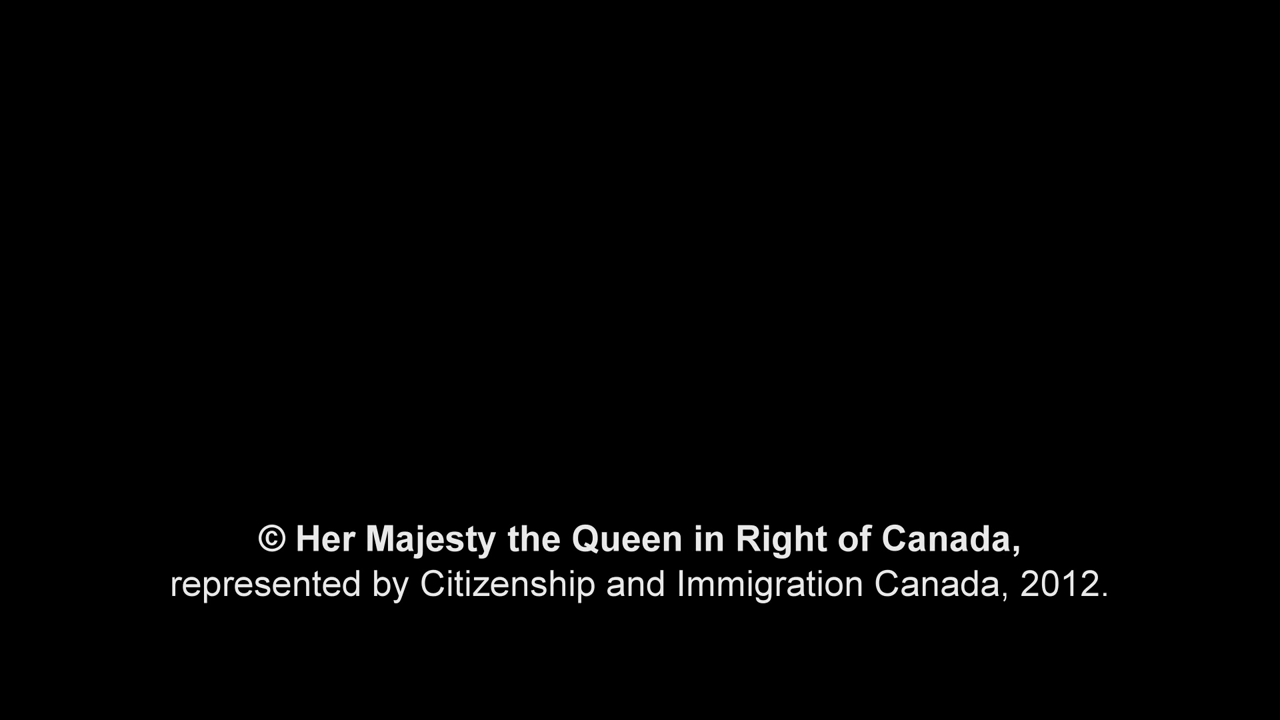 © Her Majesty the Queen in Right of Canada,
represented by Citizenship and Immigration Canada, 2012.